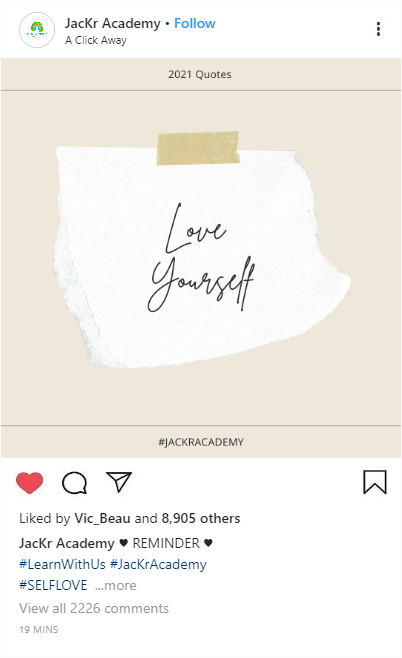 JacKr Academy • Follow
A Click Away
2021 Quotes
Love
Yourself
#JACKRACADEMY
Liked by Vic_Beau and 8,905 others
JacKr Academy ♥ REMINDER ♥
#LearnWithUs #JacKrAcademy
#SELFLOVE ...more
View all 2226 comments
19 MINS